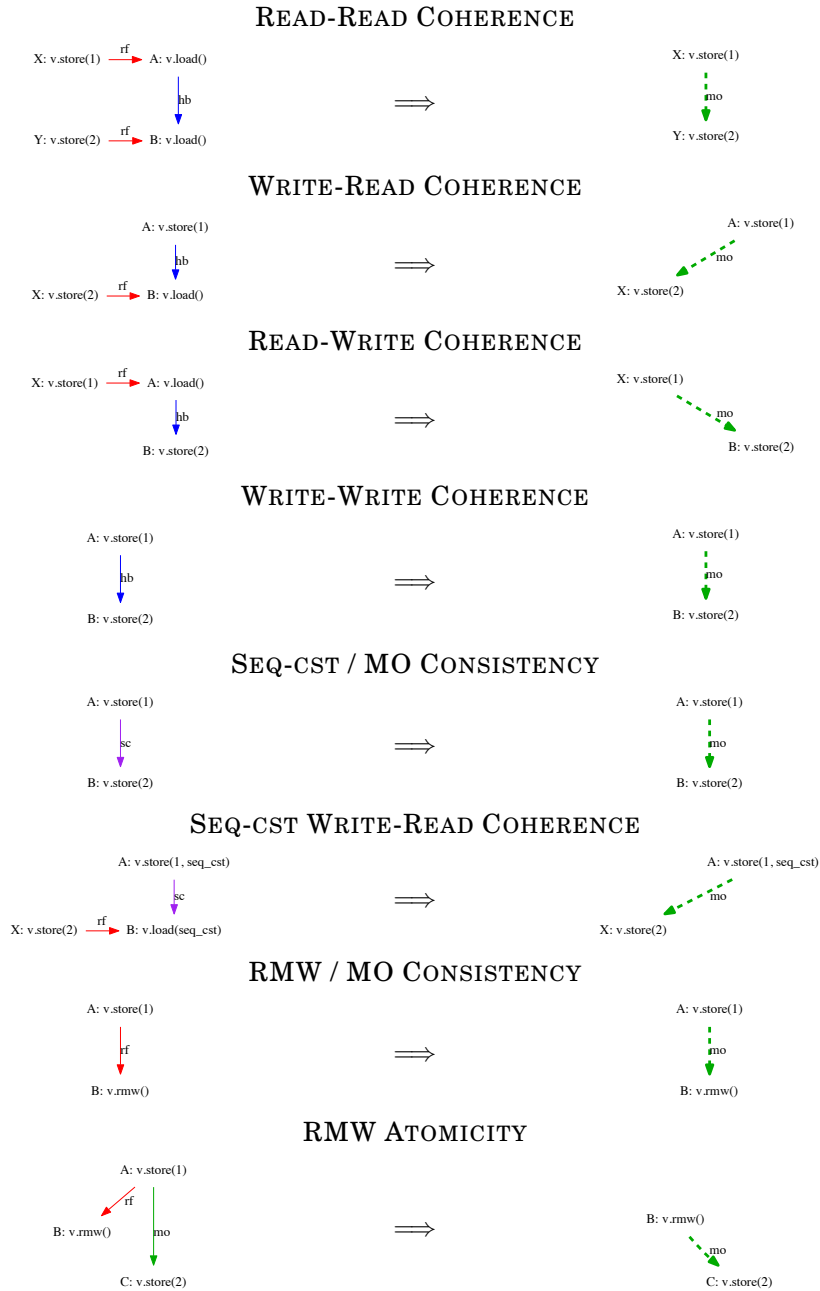 READ-READ COHERENCE
X: v.store(1) rf A: v.load() X: v.store(1)
hb ⟹ mo
Y: v.store(2) rf B: v.load() Y: v.store(2)
WRITE-READ COHERENCE
A: v.store(1) A: v.store(1)
hb ⟹ mo
X: v.store(2) rf B: v.load() X: v.store(2)
READ-WRITE COHERENCE
X: v.store(1) rf A: v.load() X: v.store(1)
hb ⟹ mo
B: v.store(2) B: v.store(2)
WRITE-WRITE COHERENCE
A: v.store(1) A: v.store(1)
hb ⟹ mo
B: v.store(2) B: v.store(2)
SEQ-CST / MO CONSISTENCY
A: v.store(1) A: v.store(1)
sc ⟹ mo
B: v.store(2) B: v.store(2)
SEQ-CST WRITE-READ COHERENCE
A: v.store(1, seq_cst) A: v.store(1, seq_cst)
sc ⟹ mo
X: v.store(2) rf B: v.load(seq_cst) X: v.store(2)
RMW / MO CONSISTENCY
A: v.store(1) A: v.store(1)
rf ⟹ mo
B: v.rmw() B: v.rmw()
RMW ATOMICITY
A: v.store(1)
rf B: v.rmw()
B: v.rmw() mo ⟹ mo
C: v.store(2) C: v.store(2)